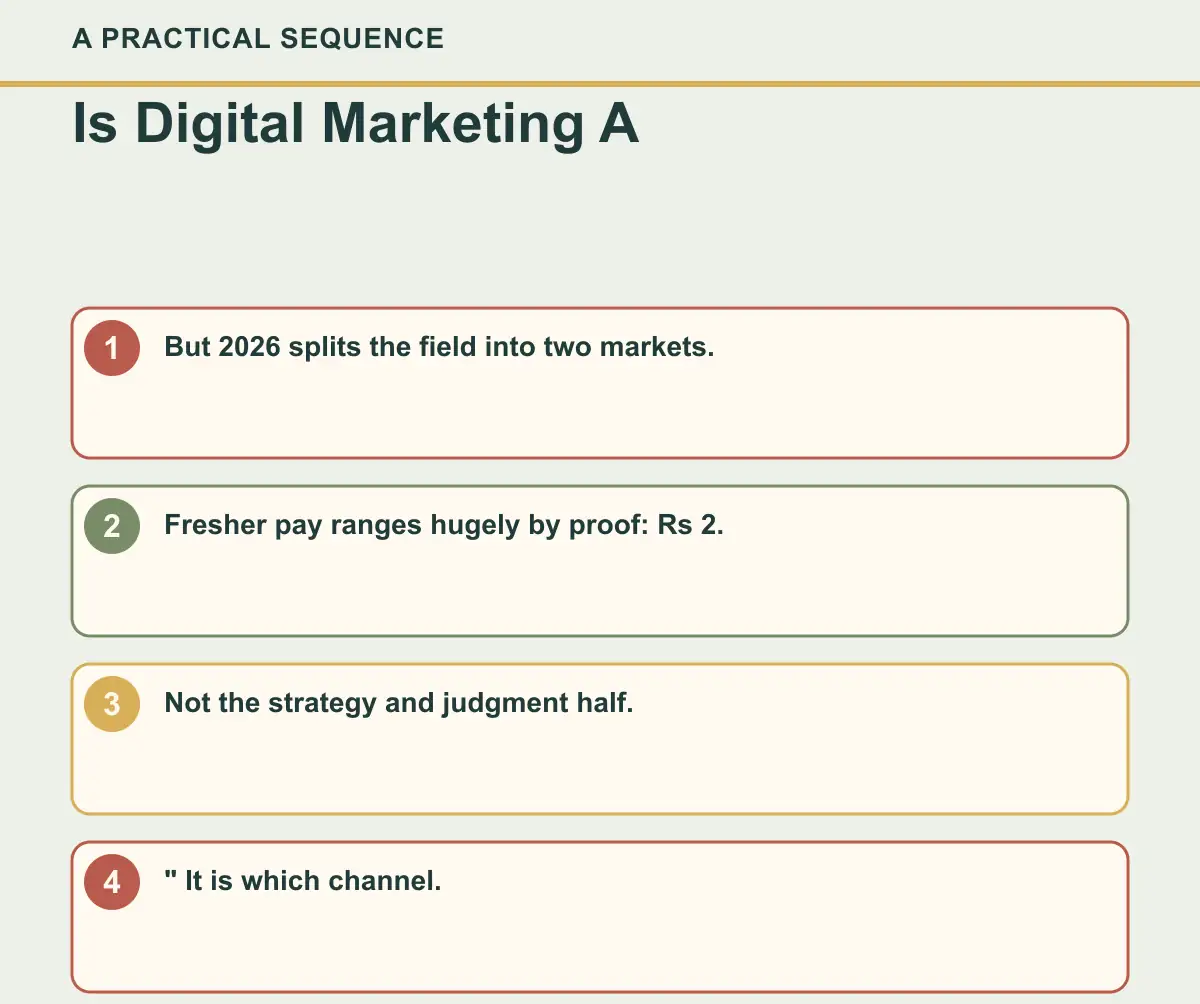 A PRACTICAL SEQUENCE
Is Digital Marketing A
1
But 2026 splits the field into two markets.
2
Fresher pay ranges hugely by proof: Rs 2.
3
Not the strategy and judgment half.
4
" It is which channel.